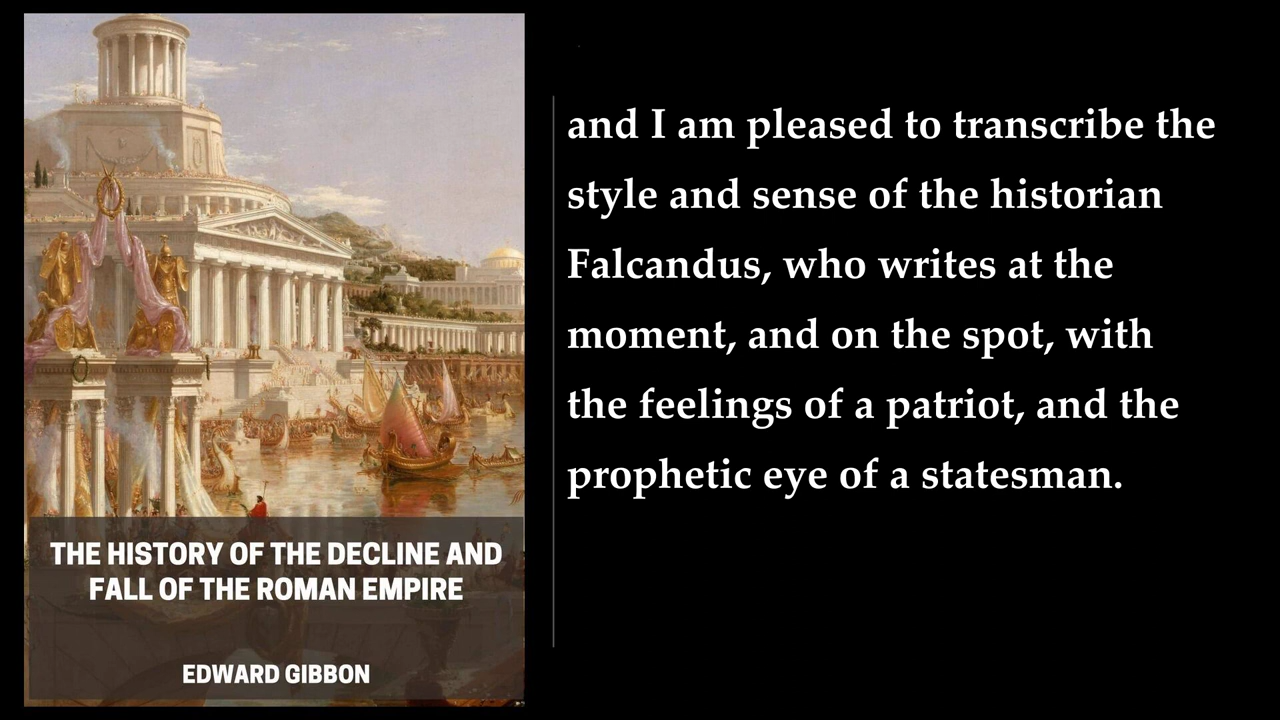 THE HISTORY OF THE DECLINE AND
FALL OF THE ROMAN EMPIRE
EDWARD GIBBON
and I am pleased to transcribe the
style and sense of the historian
Falcandus, who writes at the
moment, and on the spot, with
the feelings of a patriot, and the
prophetic eye of a statesman.